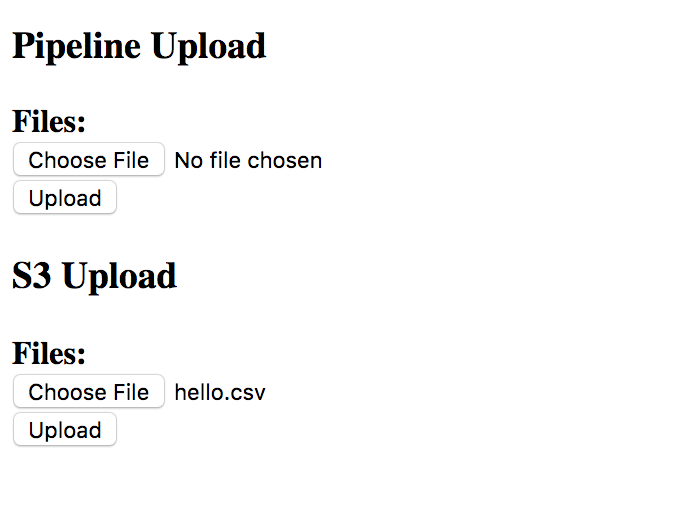 Pipeline Upload
Files:
Choose File No file chosen
Upload
S3 Upload
Files:
Choose File hello.csv
Upload